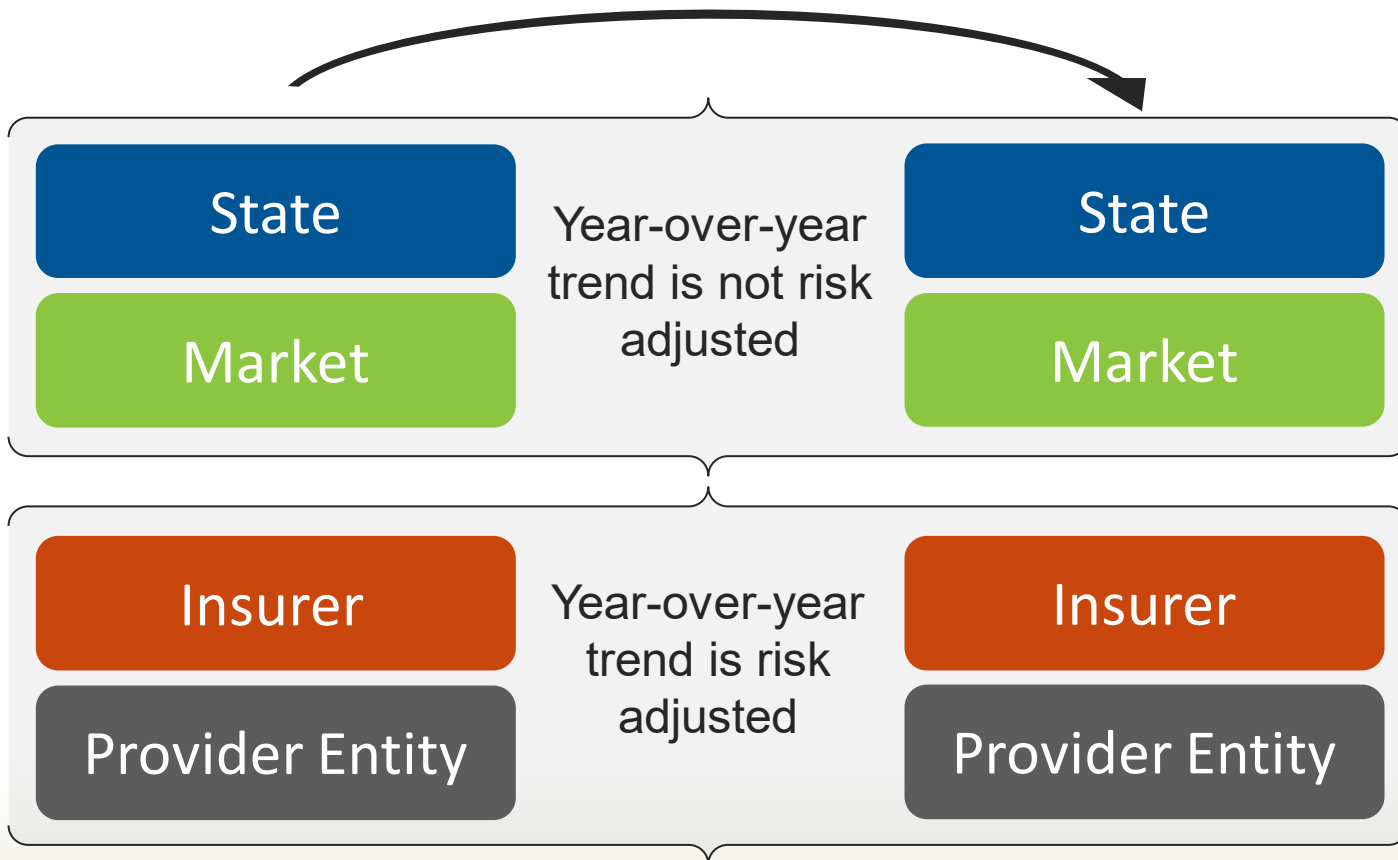 State
Market
Year-over-year
trend is not risk
adjusted
State
Market
Insurer
Provider Entity
Year-over-year
trend is risk
adjusted
Insurer
Provider Entity